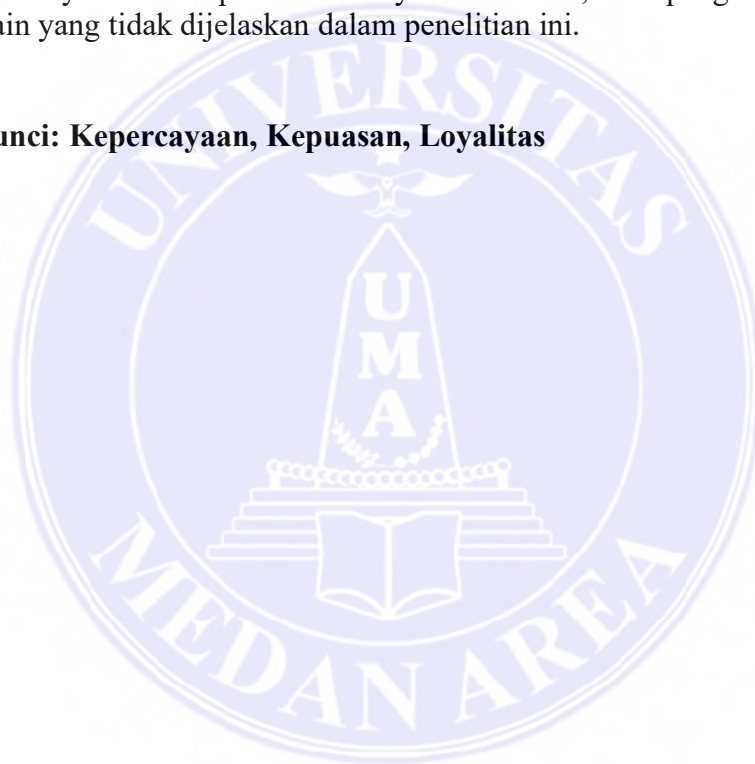 ain yang tidak dijelaskan dalam penelitian ini.
unci: Kepercayaan, Kepuasan, Loyalitas
UNIVERSITAS
U
M
A
MEDAN AREA